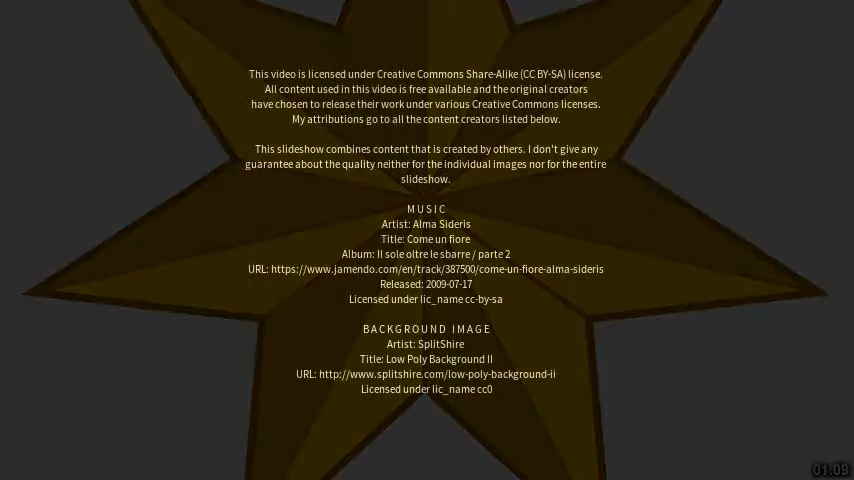 This video is licensed under Creative Commons Share-Alike (CC BY-SA) license.
All content used in this video is free available and the original creators
have chosen to release their work under various Creative Commons licenses.
My attributions go to all the content creators listed below.
This slideshow combines content that is created by others. I don't give any
guarantee about the quality neither for the individual images nor for the entire
slideshow.
MUSIC
Artist: Alma Sideris
Title: Come un fiore
Album: Il sole oltre le sbarre / parte 2
URL: https://www.jamendo.com/en/track/387500/come-un-fiore-alma-sideris
Released: 2009-07-17
Licensed under lic_name cc-by-sa
BACKGROUND IMAGE
Artist: SplitShire
Title: Low Poly Background II
URL: http://www.splitshire.com/low-poly-background-ii
Licensed under lic_name cc0
01:09